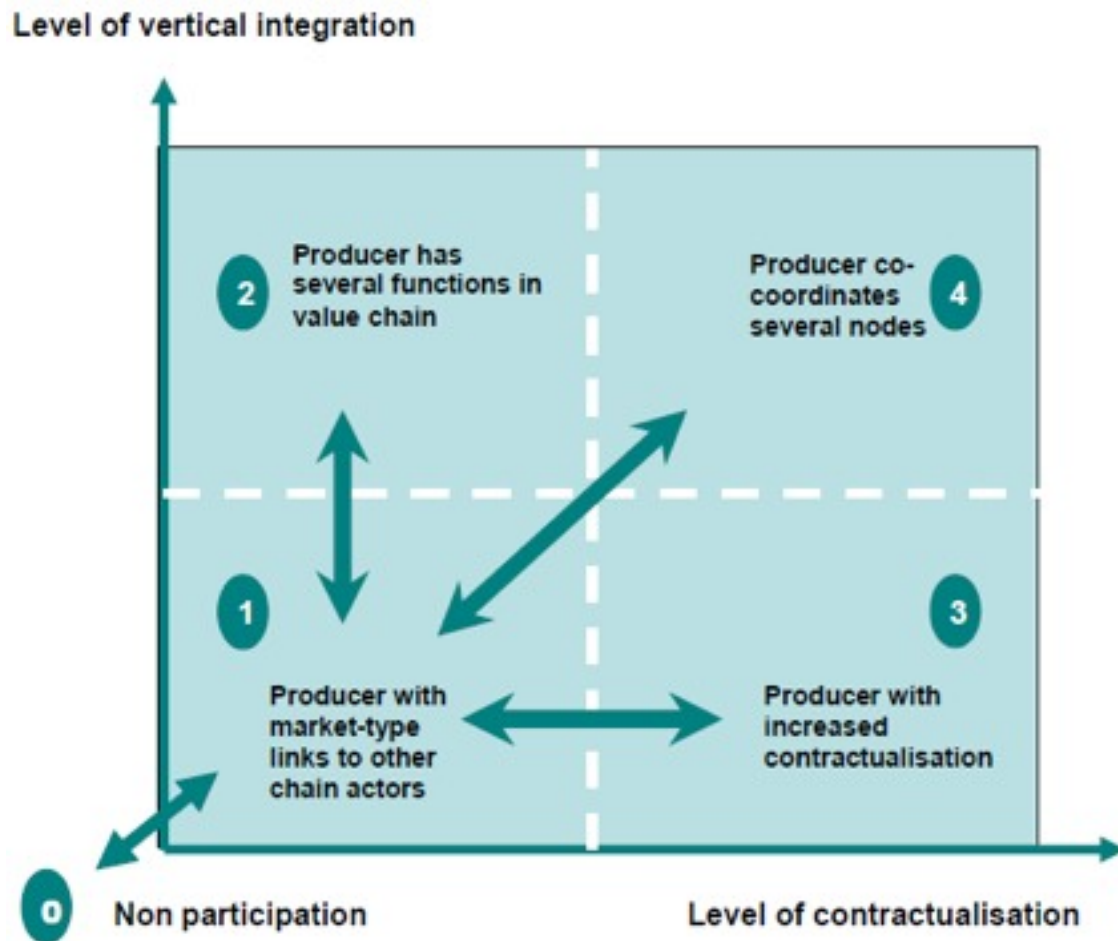 Level of vertical integration
2
Producer has
several functions in
value chain
Producer co-
coordinates
several nodes
4
1
Producer with
market-type
links to other
chain actors
3
Producer with
increased
contractualisation
0
Non participation
Level of contractualisation